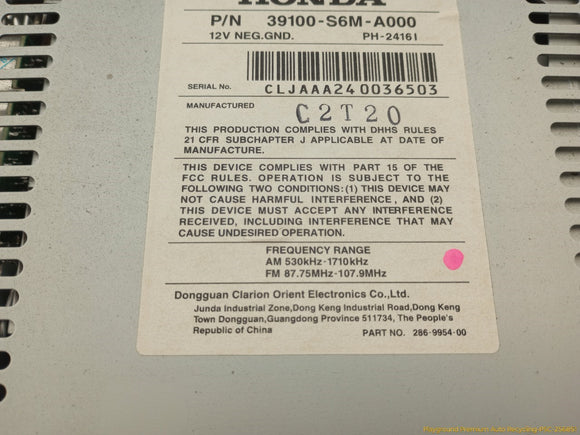 HONDA
P/N 39100-S6M-A000
12V NEG.GND. PH-2416I
SERIAL No. CLJAAA240036503
MANUFACTURED C2T20
THIS PRODUCTION COMPLIES WITH DHHS RULES
21 CFR SUBCHAPTER J APPLICABLE AT DATE OF
MANUFACTURE.
THIS DEVICE COMPLIES WITH PART 15 OF THE
FCC RULES. OPERATION IS SUBJECT TO THE
FOLLOWING TWO CONDITIONS: (1) THIS DEVICE MAY
NOT CAUSE HARMFUL INTERFERENCE, AND (2)
THIS DEVICE MUST ACCEPT ANY INTERFERENCE
RECEIVED, INCLUDING INTERFERENCE THAT MAY
CAUSE UNDESIRED OPERATION.
FREQUENCY RANGE
AM 530kHz-1710kHz
FM 87.75MHz-107.9MHz
Dongguan Clarion Orient Electronics Co.,Ltd.
Junda Industrial Zone,Dong Keng Industrial Road,Dong Keng
Town Dongguan,Guangdong Province 511734, The People's
Republic of China
PART NO. 286-9954-00